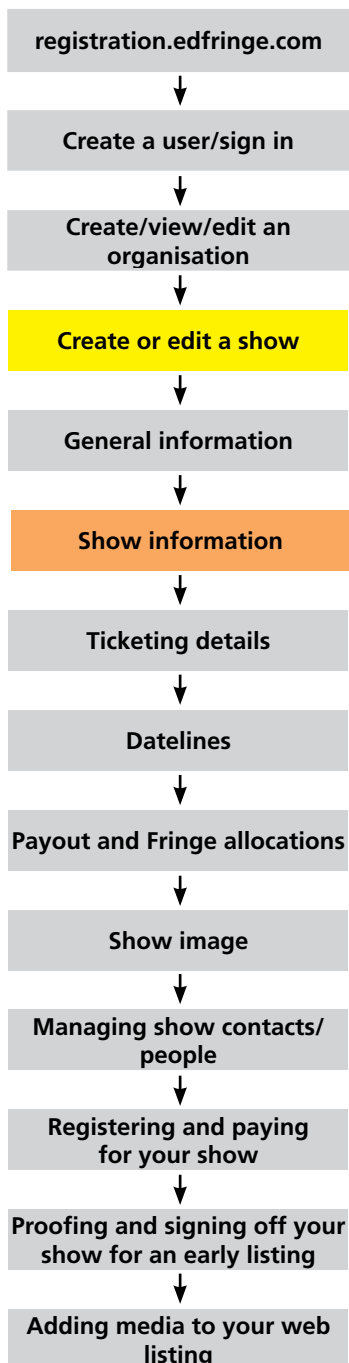 registration.edfringe.com
Create a user/sign in
Create/view/edit an
organisation
Create or edit a show
General information
Show information
Ticketing details
Datelines
Payout and Fringe allocations
Show image
Managing show contacts/
people
Registering and paying
for your show
Proofing and signing off your
show for an early listing
Adding media to your web
listing